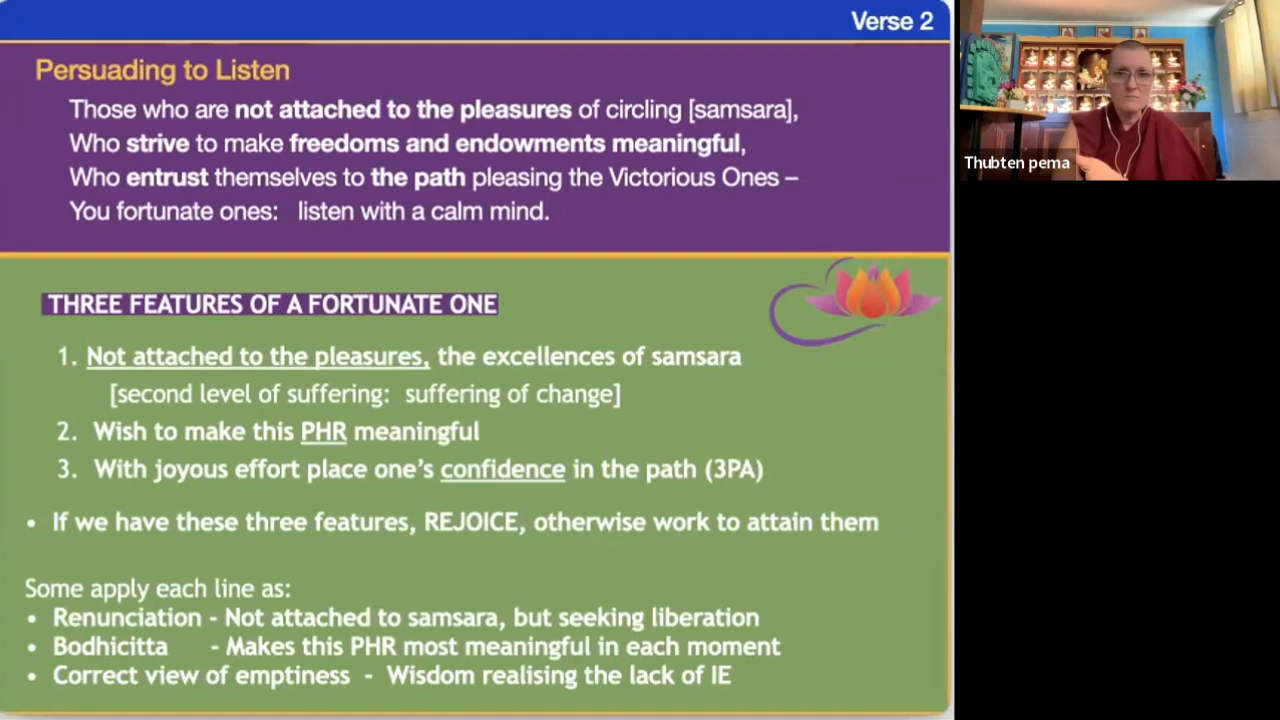 Verse 2
Persuading to Listen
Those who are not attached to the pleasures of circling [samsara],
Who strive to make freedoms and endowments meaningful,
Who entrust themselves to the path pleasing the Victorious Ones –
You fortunate ones: listen with a calm mind.
THREE FEATURES OF A FORTUNATE ONE
1. Not attached to the pleasures, the excellences of samsara
[second level of suffering: suffering of change]
2. Wish to make this PHR meaningful
3. With joyous effort place one's confidence in the path (3PA)
• If we have these three features, REJOICE, otherwise work to attain them
Some apply each line as:
• Renunciation - Not attached to samsara, but seeking liberation
• Bodhicitta - Makes this PHR most meaningful in each moment
• Correct view of emptiness - Wisdom realising the lack of IE
Thubten pema